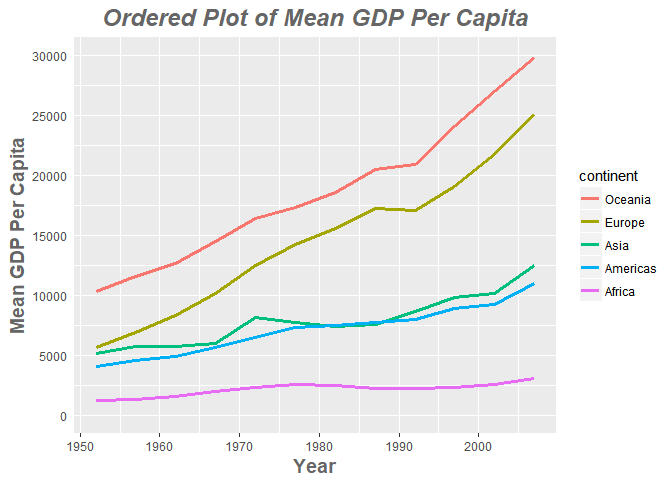 Ordered Plot of Mean GDP Per Capita
Mean GDP Per Capita
30000
25000
20000
15000
10000
5000
0
1950 1960 1970 1980 1990 2000
Year
continent
Oceania
Europe
Asia
Americas
Africa